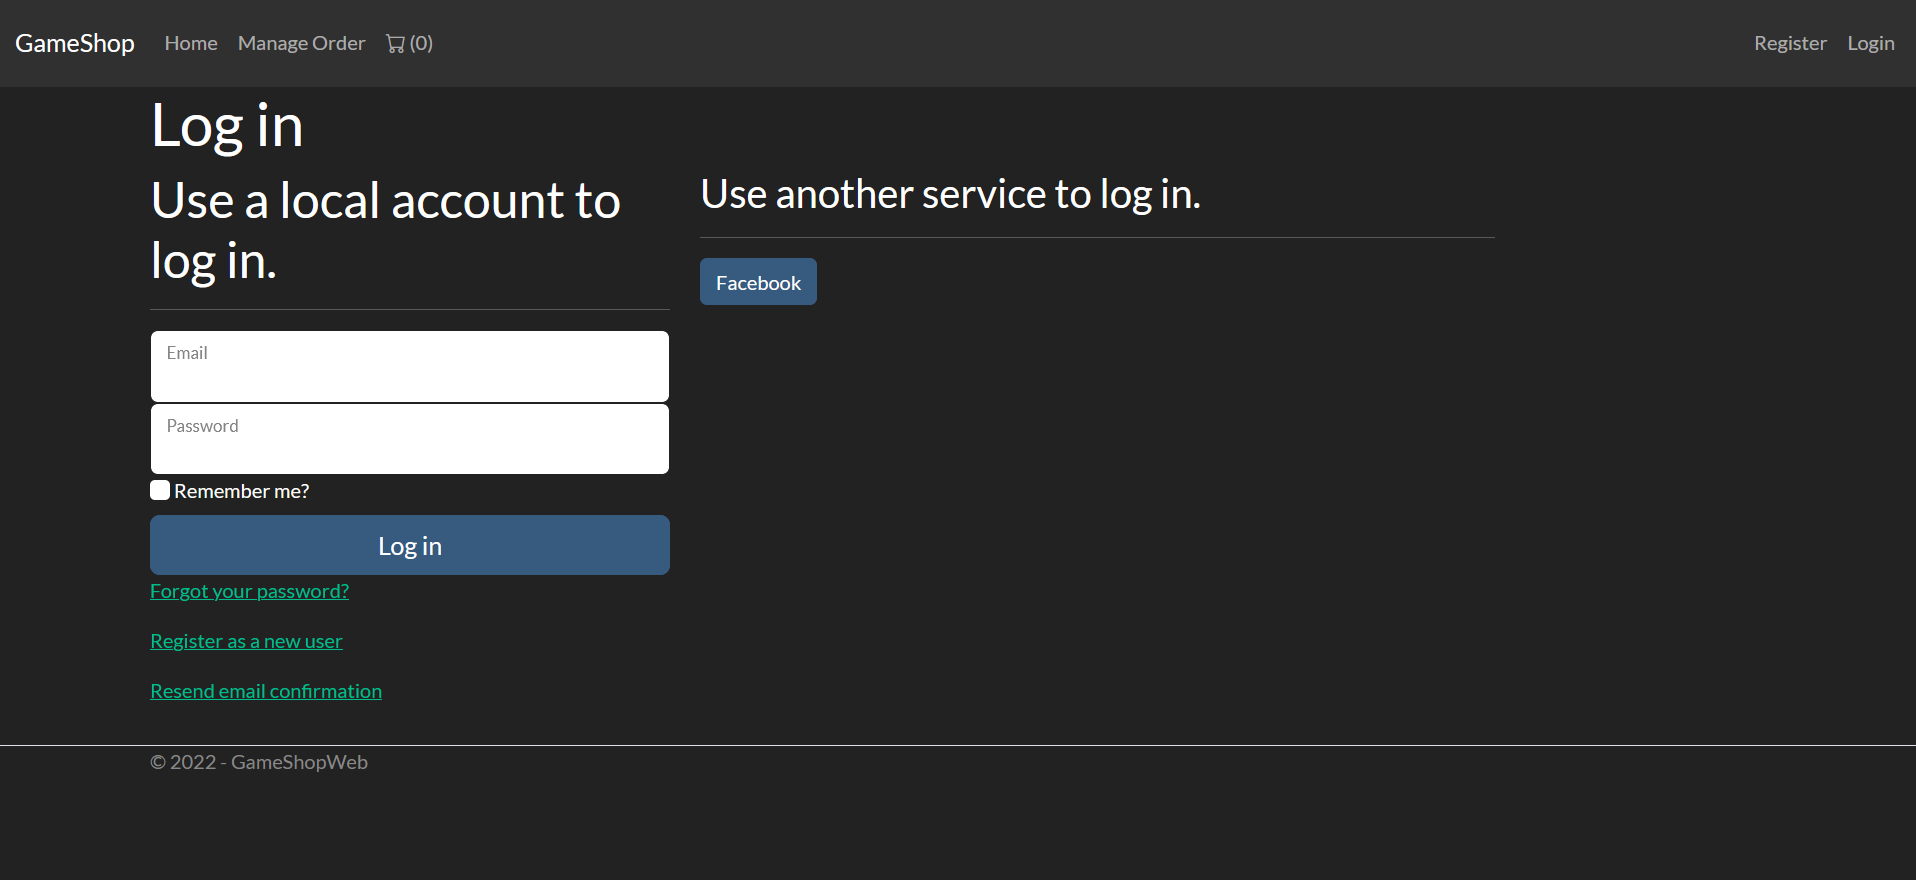 GameShop Home Manage Order (0) Register Login
Log in
Use a local account to
log in.
Email
Password
Remember me?
Log in
Forgot your password?
Register as a new user
Resend email confirmation
Use another service to log in.
Facebook
© 2022 - GameShopWeb